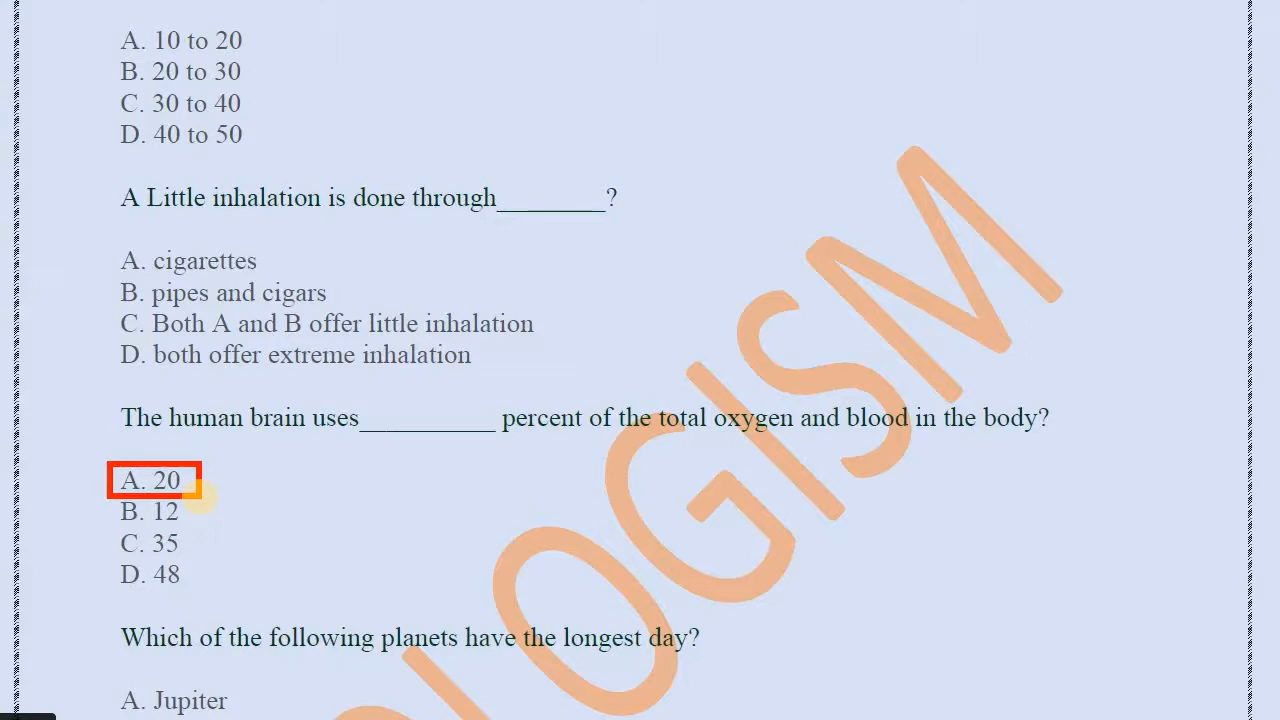 A. 10 to 20
B. 20 to 30
C. 30 to 40
D. 40 to 50
A Little inhalation is done through________?
A. cigarettes
B. pipes and cigars
C. Both A and B offer little inhalation
D. both offer extreme inhalation
The human brain uses__________ percent of the total oxygen and blood in the body?
A. 20
B. 12
C. 35
D. 48
Which of the following planets have the longest day?
A. Jupiter
LOGISM